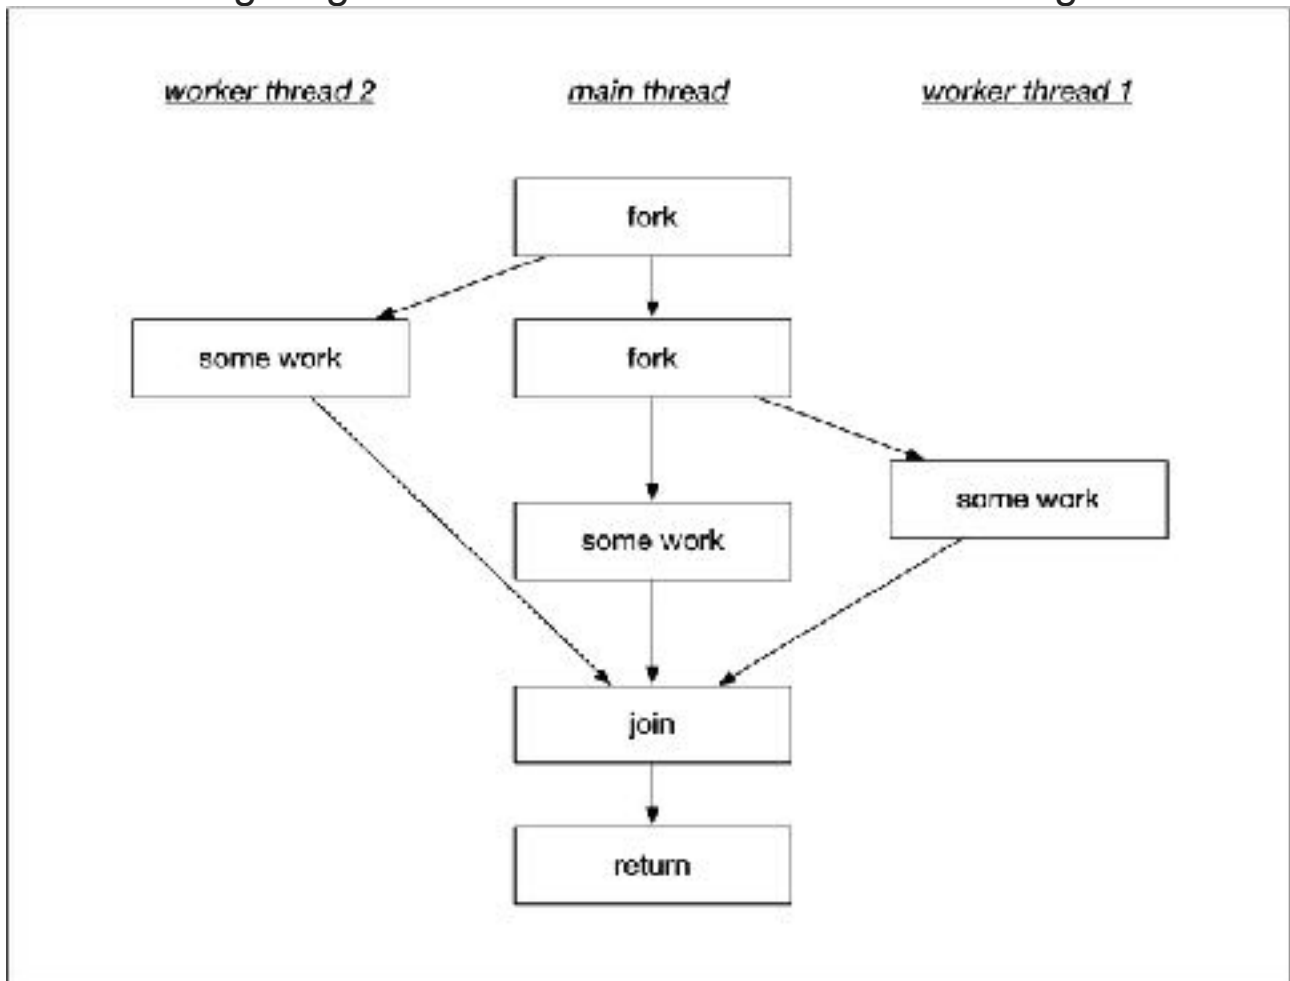 worker thread 2 main thread worker thread 1
fork
some work fork
some work
some work
join
return